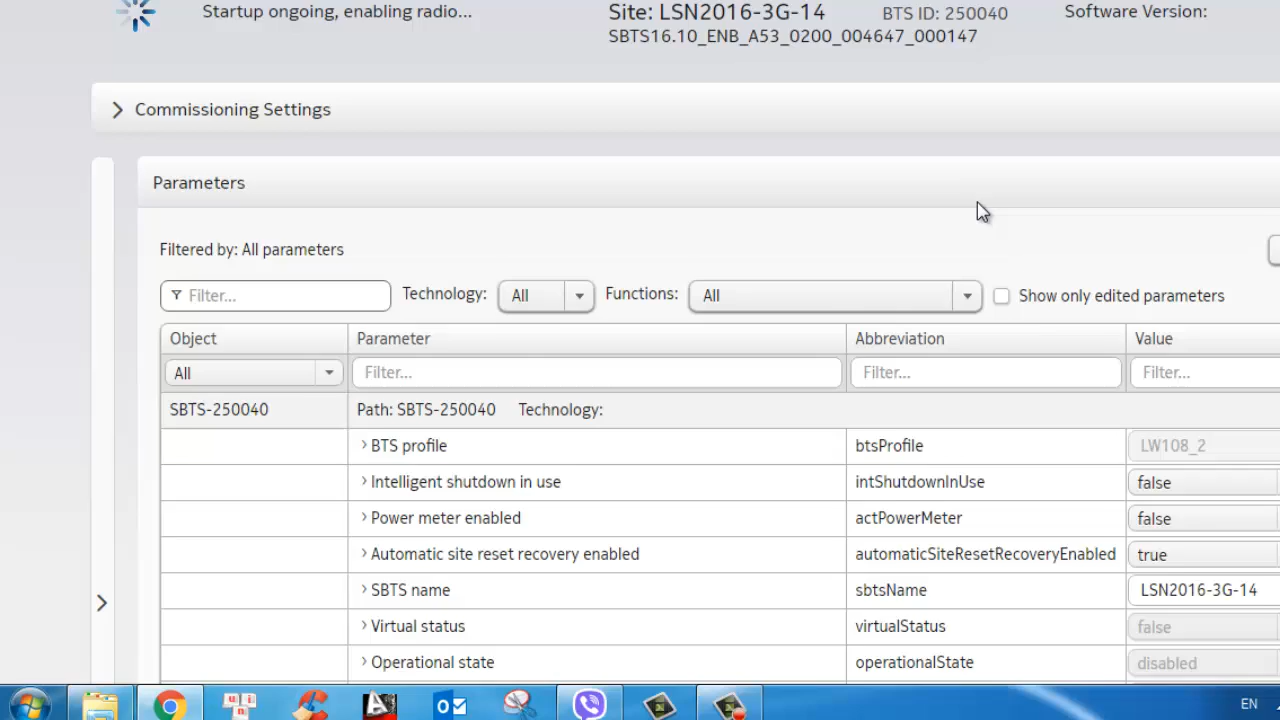 Startup ongoing, enabling radio... Site: LSN2016-3G-14 BTS ID: 250040 Software Version:
SBTS16.10_ENB_A53_0200_004647_000147
Commissioning Settings
Parameters
Filtered by: All parameters
Filter... Technology: All Functions: All Show only edited parameters
Object Parameter Abbreviation Value
All Filter... Filter... Filter...
SBTS-250040 Path: SBTS-250040 Technology:
BTS profile btsProfile LW108_2
Intelligent shutdown in use intShutdownInUse false
Power meter enabled actPowerMeter false
Automatic site reset recovery enabled automaticSiteResetRecoveryEnabled true
SBTS name sbtsName LSN2016-3G-14
Virtual status virtualStatus false
Operational state operationalState disabled
EN